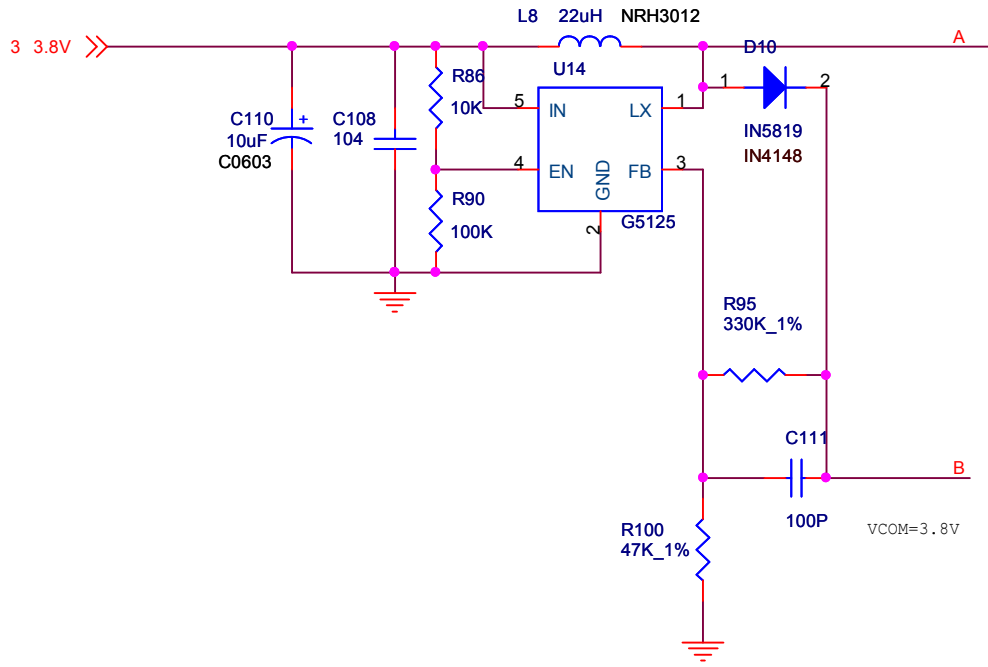 L8 22uH NRH3012
3 3.8V
A
D10
U14
R86
10K
1
2
5
IN
LX
1
C110
10uF
C0603
+
C108
104
IN5819
IN4148
4
EN
FB
3
GND
R90
100K
2
G5125
R95
330K_1%
C111
B
100P
VCOM=3.8V
R100
47K_1%